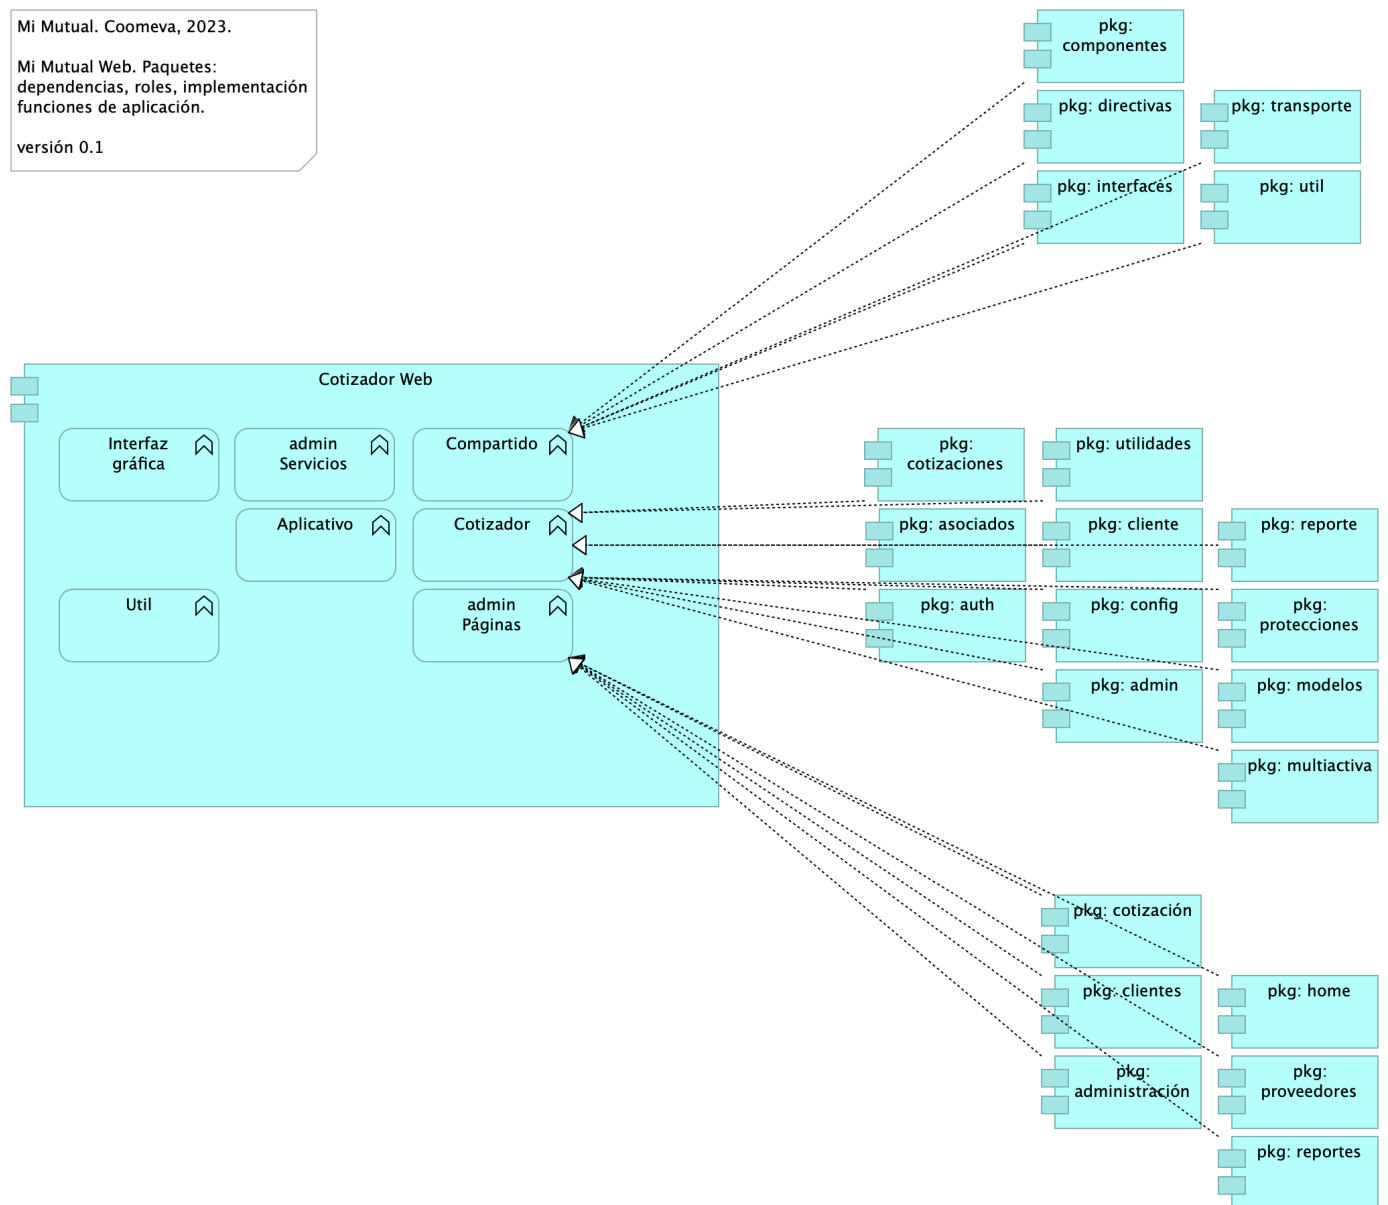 Mi Mutual. Coomeva, 2023.
Mi Mutual Web. Paquetes:
dependencias, roles, implementación
funciones de aplicación.
versión 0.1
pkg:
componentes
pkg: directivas
pkg: transporte
pkg: interfaces
pkg: util
Cotizador Web
Interfaz
gráfica
admin
Servicios
Compartido
Aplicativo
Cotizador
Util
admin
Páginas
pkg:
cotizaciones
pkg: utilidades
pkg: asociados
pkg: cliente
pkg: reporte
pkg: auth
pkg: config
pkg:
protecciones
pkg: admin
pkg: modelos
pkg: multiactiva
pkg: cotización
pkg: clientes
pkg: home
pkg:
administración
pkg:
proveedores
pkg: reportes